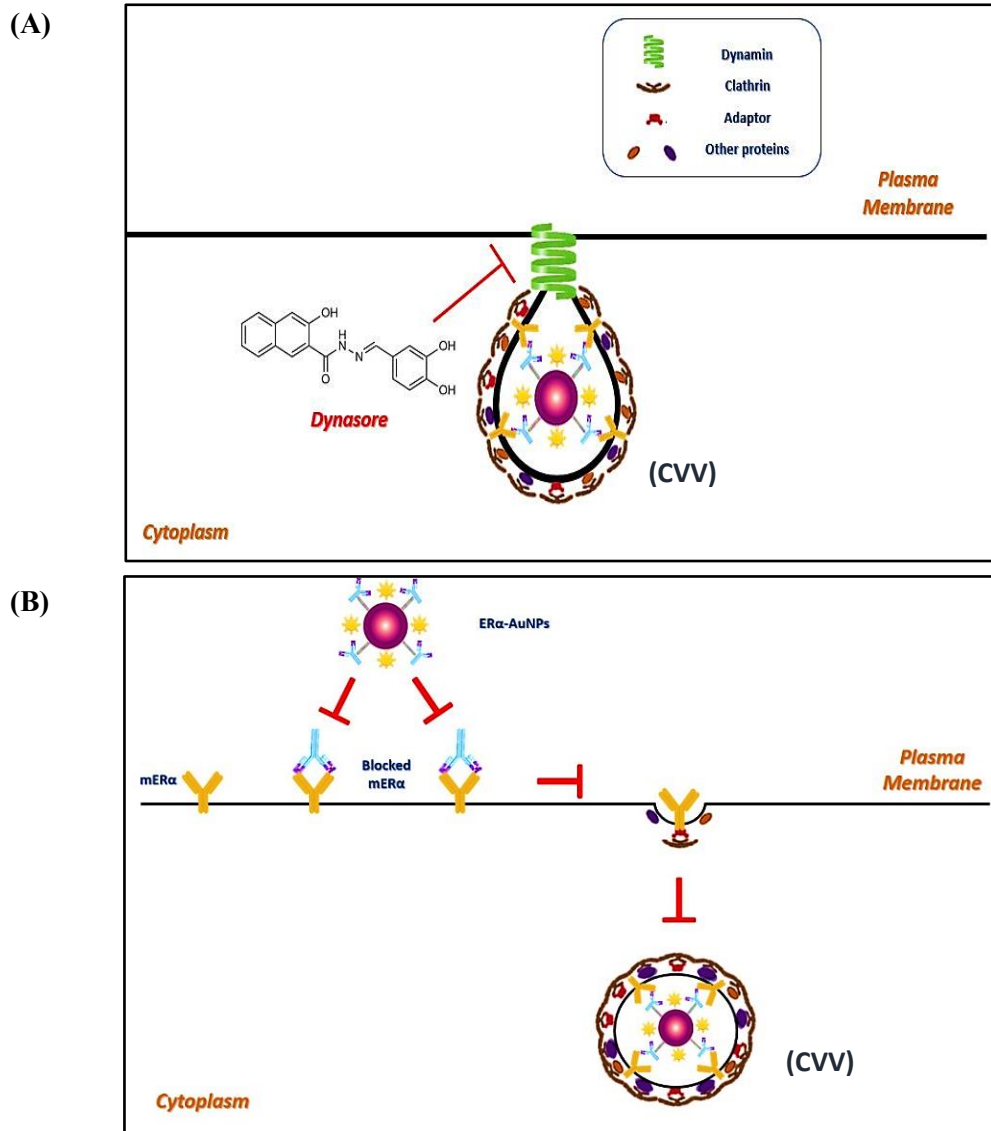 (A)
Dynamin
Clathrin
Adaptor
Other proteins
Plasma
Membrane
OH
H
N
N
O
OH
OH
Dynasore
(CVV)
Cytoplasm
(B)
ERα-AuNPs
mERα
Blocked
mERα
Plasma
Membrane
(CVV)
Cytoplasm